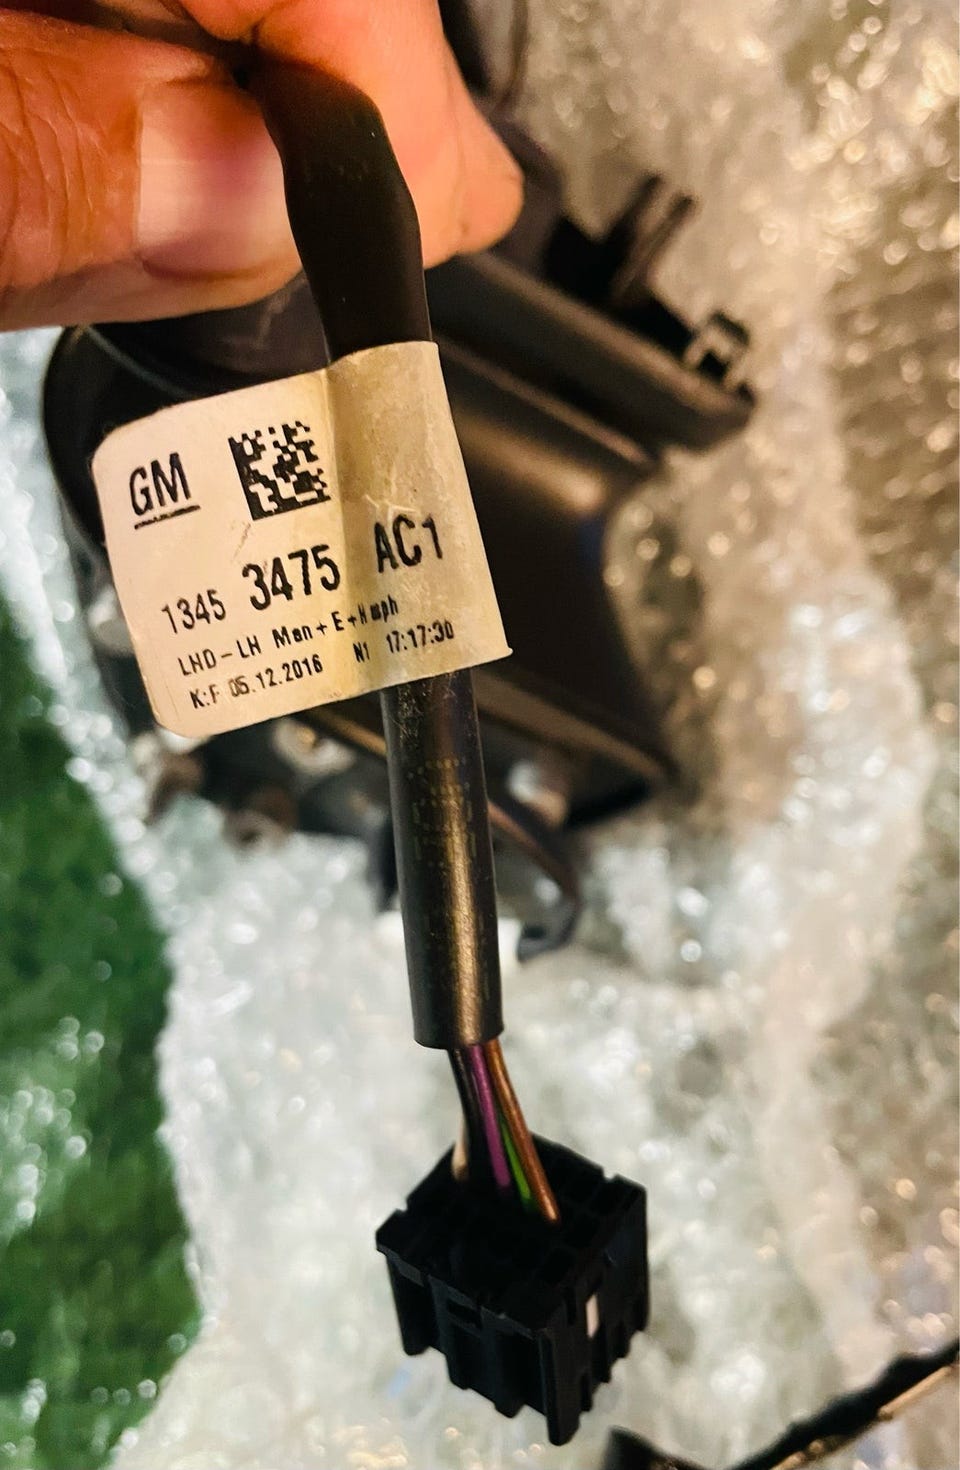 GM
1345 3475 AC1
LHD-LH Man+E+H mph
K:F 05.12.2016 N1 17:17:30